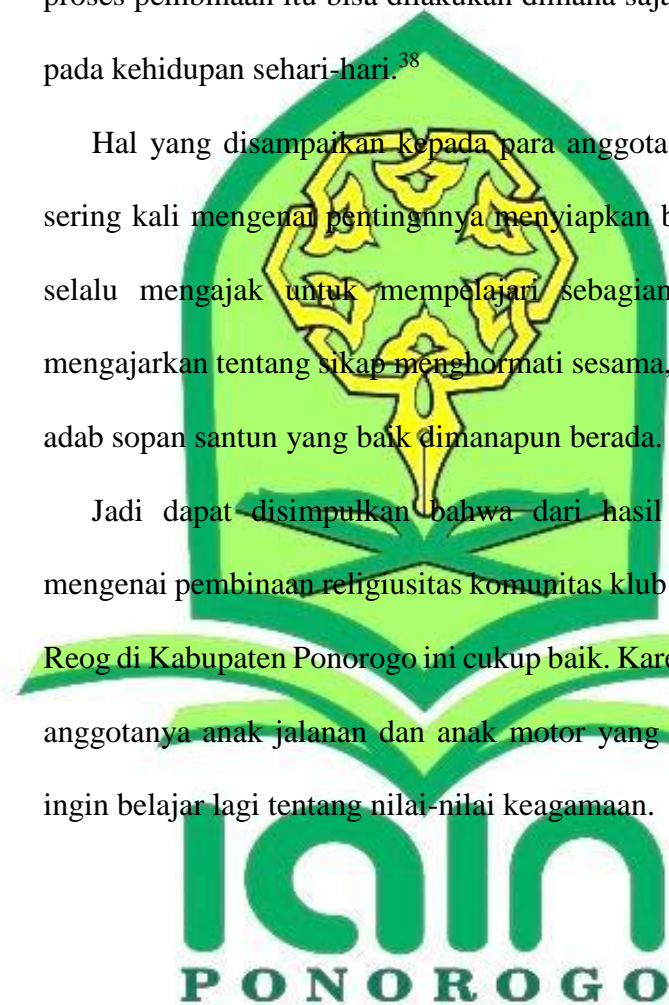 proses pembinaan itu bisa dilakukan dimana saja
pada kehidupan sehari-hari.³⁸
Hal yang disampaikan kepada para anggota
sering kali mengenai pentingnnya menyiapkan b
selalu mengajak untuk mempelajari sebagian
mengajarkan tentang sikap menghormati sesama,
adab sopan santun yang baik dimanapun berada.
Jadi dapat disimpulkan bahwa dari hasil
mengenai pembinaan religiusitas komunitas klub
Reog di Kabupaten Ponorogo ini cukup baik. Kare
anggotanya anak jalanan dan anak motor yang
ingin belajar lagi tentang nilai-nilai keagamaan.
iain
PONOROGO